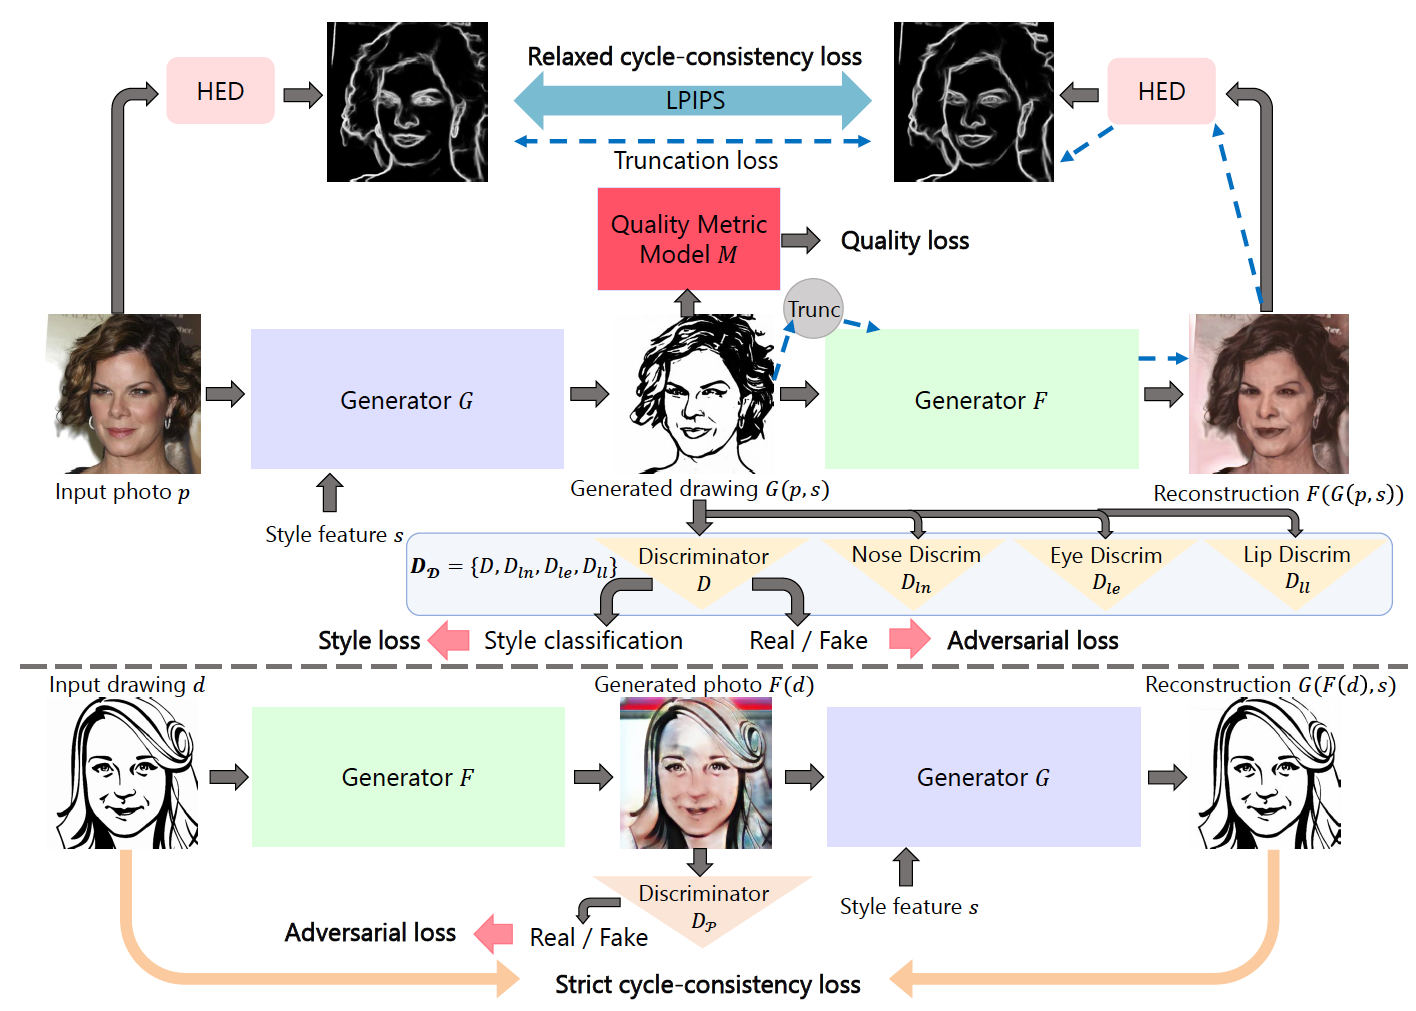 Relaxed cycle-consistency loss
HED
LPIPS
HED
Truncation loss
Quality Metric
Model M
Quality loss
Trunc
Generator G
Generator F
Input photo p
Generated drawing G(p, s)
Reconstruction F(G(p, s))
Style feature s
D_𝒟 = {D, D_ln, D_le, D_ll}
Discriminator
D
Nose Discrim
D_ln
Eye Discrim
D_le
Lip Discrim
D_ll
Style loss
Style classification
Real / Fake
Adversarial loss
Input drawing d
Generated photo F(d)
Reconstruction G(F(d), s)
Generator F
Generator G
Discriminator
D_𝒫
Style feature s
Adversarial loss
Real / Fake
Strict cycle-consistency loss